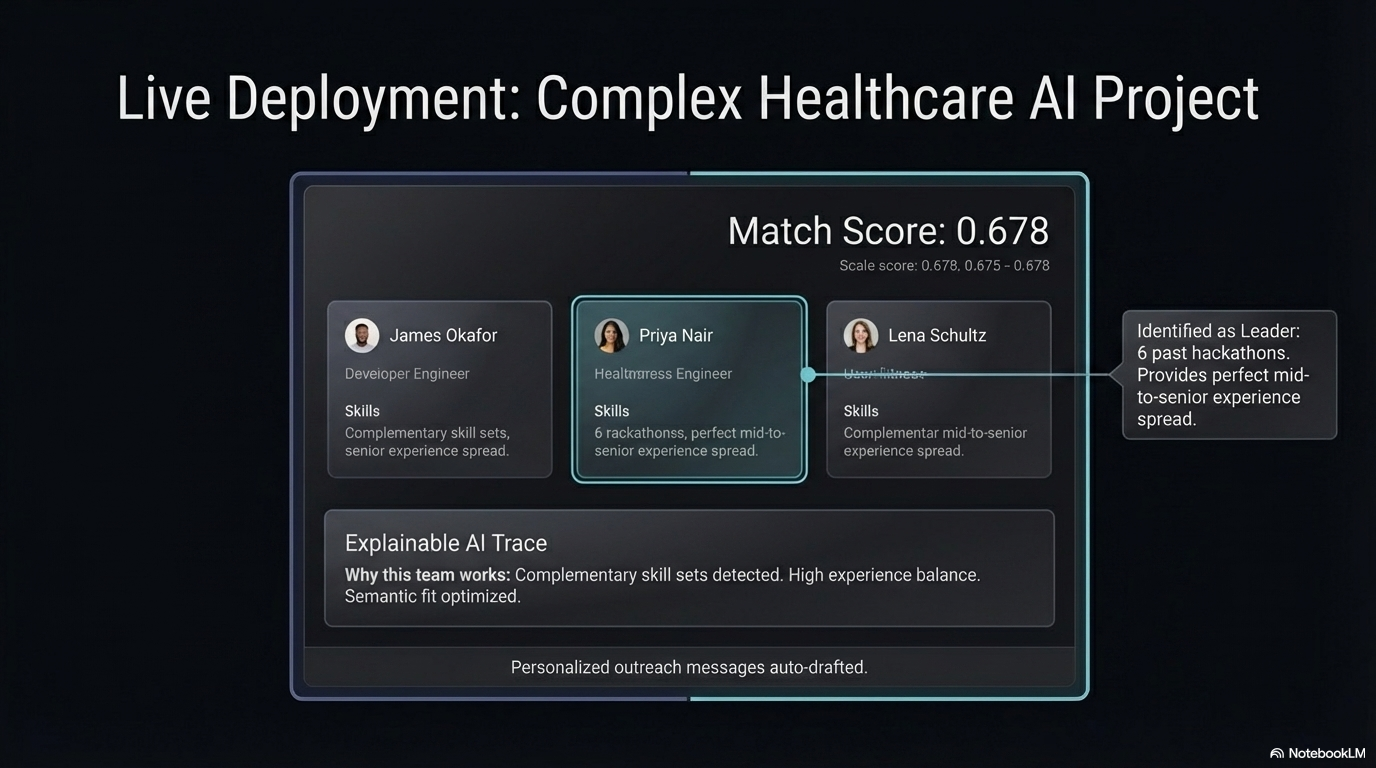 Live Deployment: Complex Healthcare AI Project
Match Score: 0.678
Scale score: 0.678, 0.675 - 0.678
James Okafor
Deveioper Engineer
Skills
Complementary skill sets,
senior experience spread.
Priya Nair
Engineer
Skills
6 rackathonss, perfect mid-to-
senior experience spread.
Lena Schultz
Skills
Complementar mid-to-senior
experience spread.
Identified as Leader:
6 past hackathons.
Provides perfect mid-
to-senior experience
spread.
Explainable AI Trace
Why this team works: Complementary skill sets detected. High experience balance.
Semantic fit optimized.
Personalized outreach messages auto-drafted.
NotebookLM